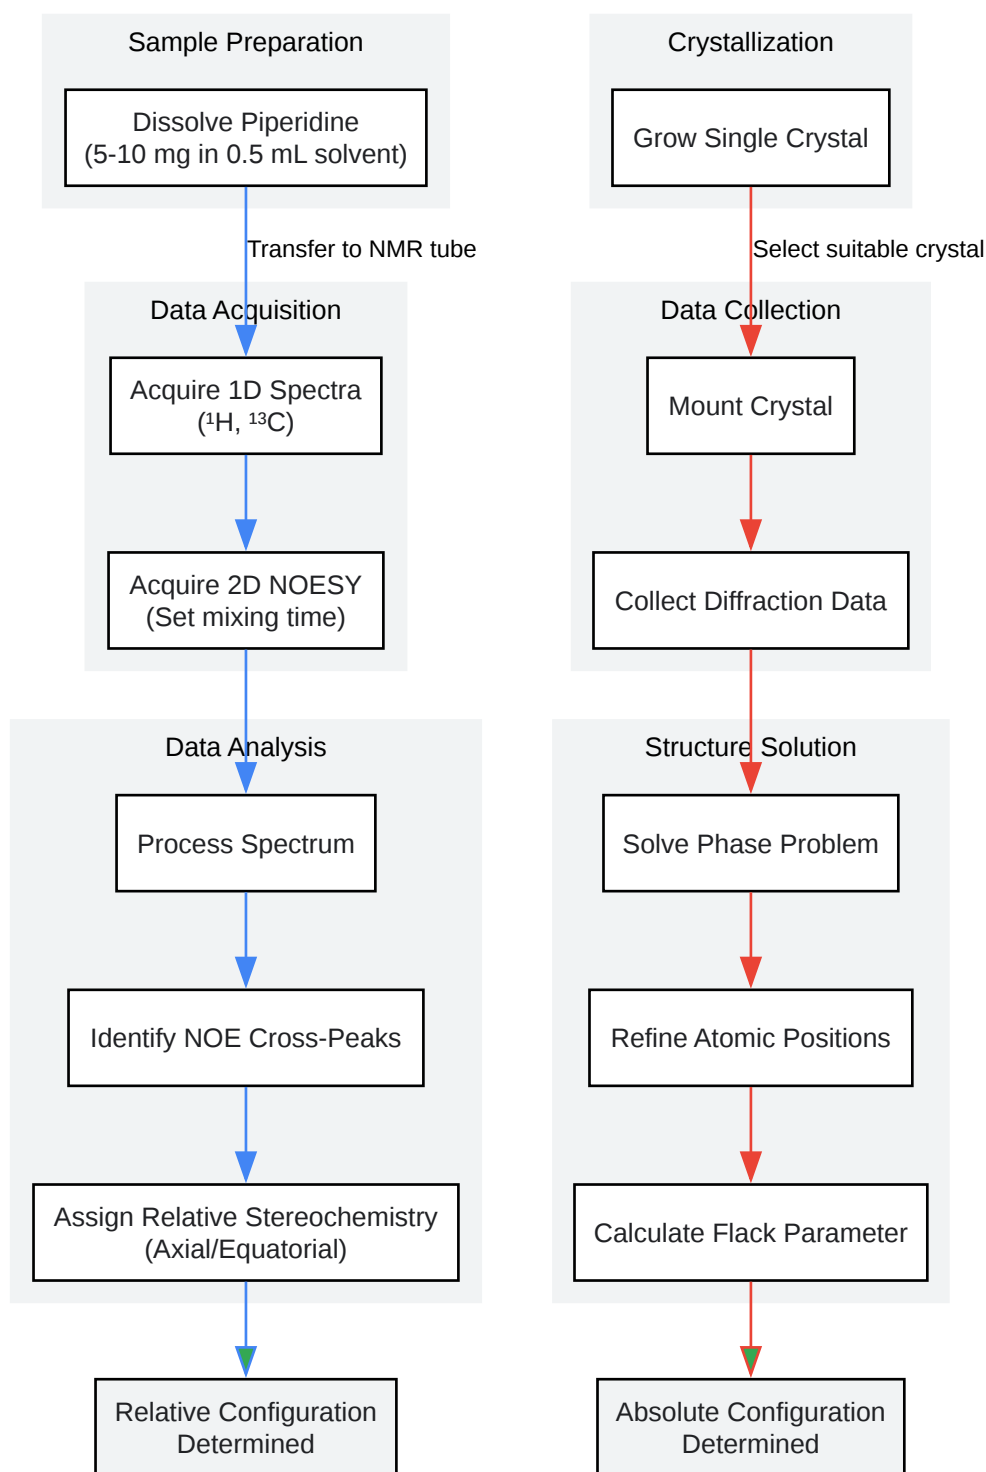 Sample Preparation
Dissolve Piperidine
(5-10 mg in 0.5 mL solvent)
Transfer to NMR tube
Data Acquisition
Acquire 1D Spectra
(¹H, ¹³C)
Acquire 2D NOESY
(Set mixing time)
Data Analysis
Process Spectrum
Identify NOE Cross-Peaks
Assign Relative Stereochemistry
(Axial/Equatorial)
Relative Configuration
Determined
Crystallization
Grow Single Crystal
Select suitable crystal
Data Collection
Mount Crystal
Collect Diffraction Data
Structure Solution
Solve Phase Problem
Refine Atomic Positions
Calculate Flack Parameter
Absolute Configuration
Determined